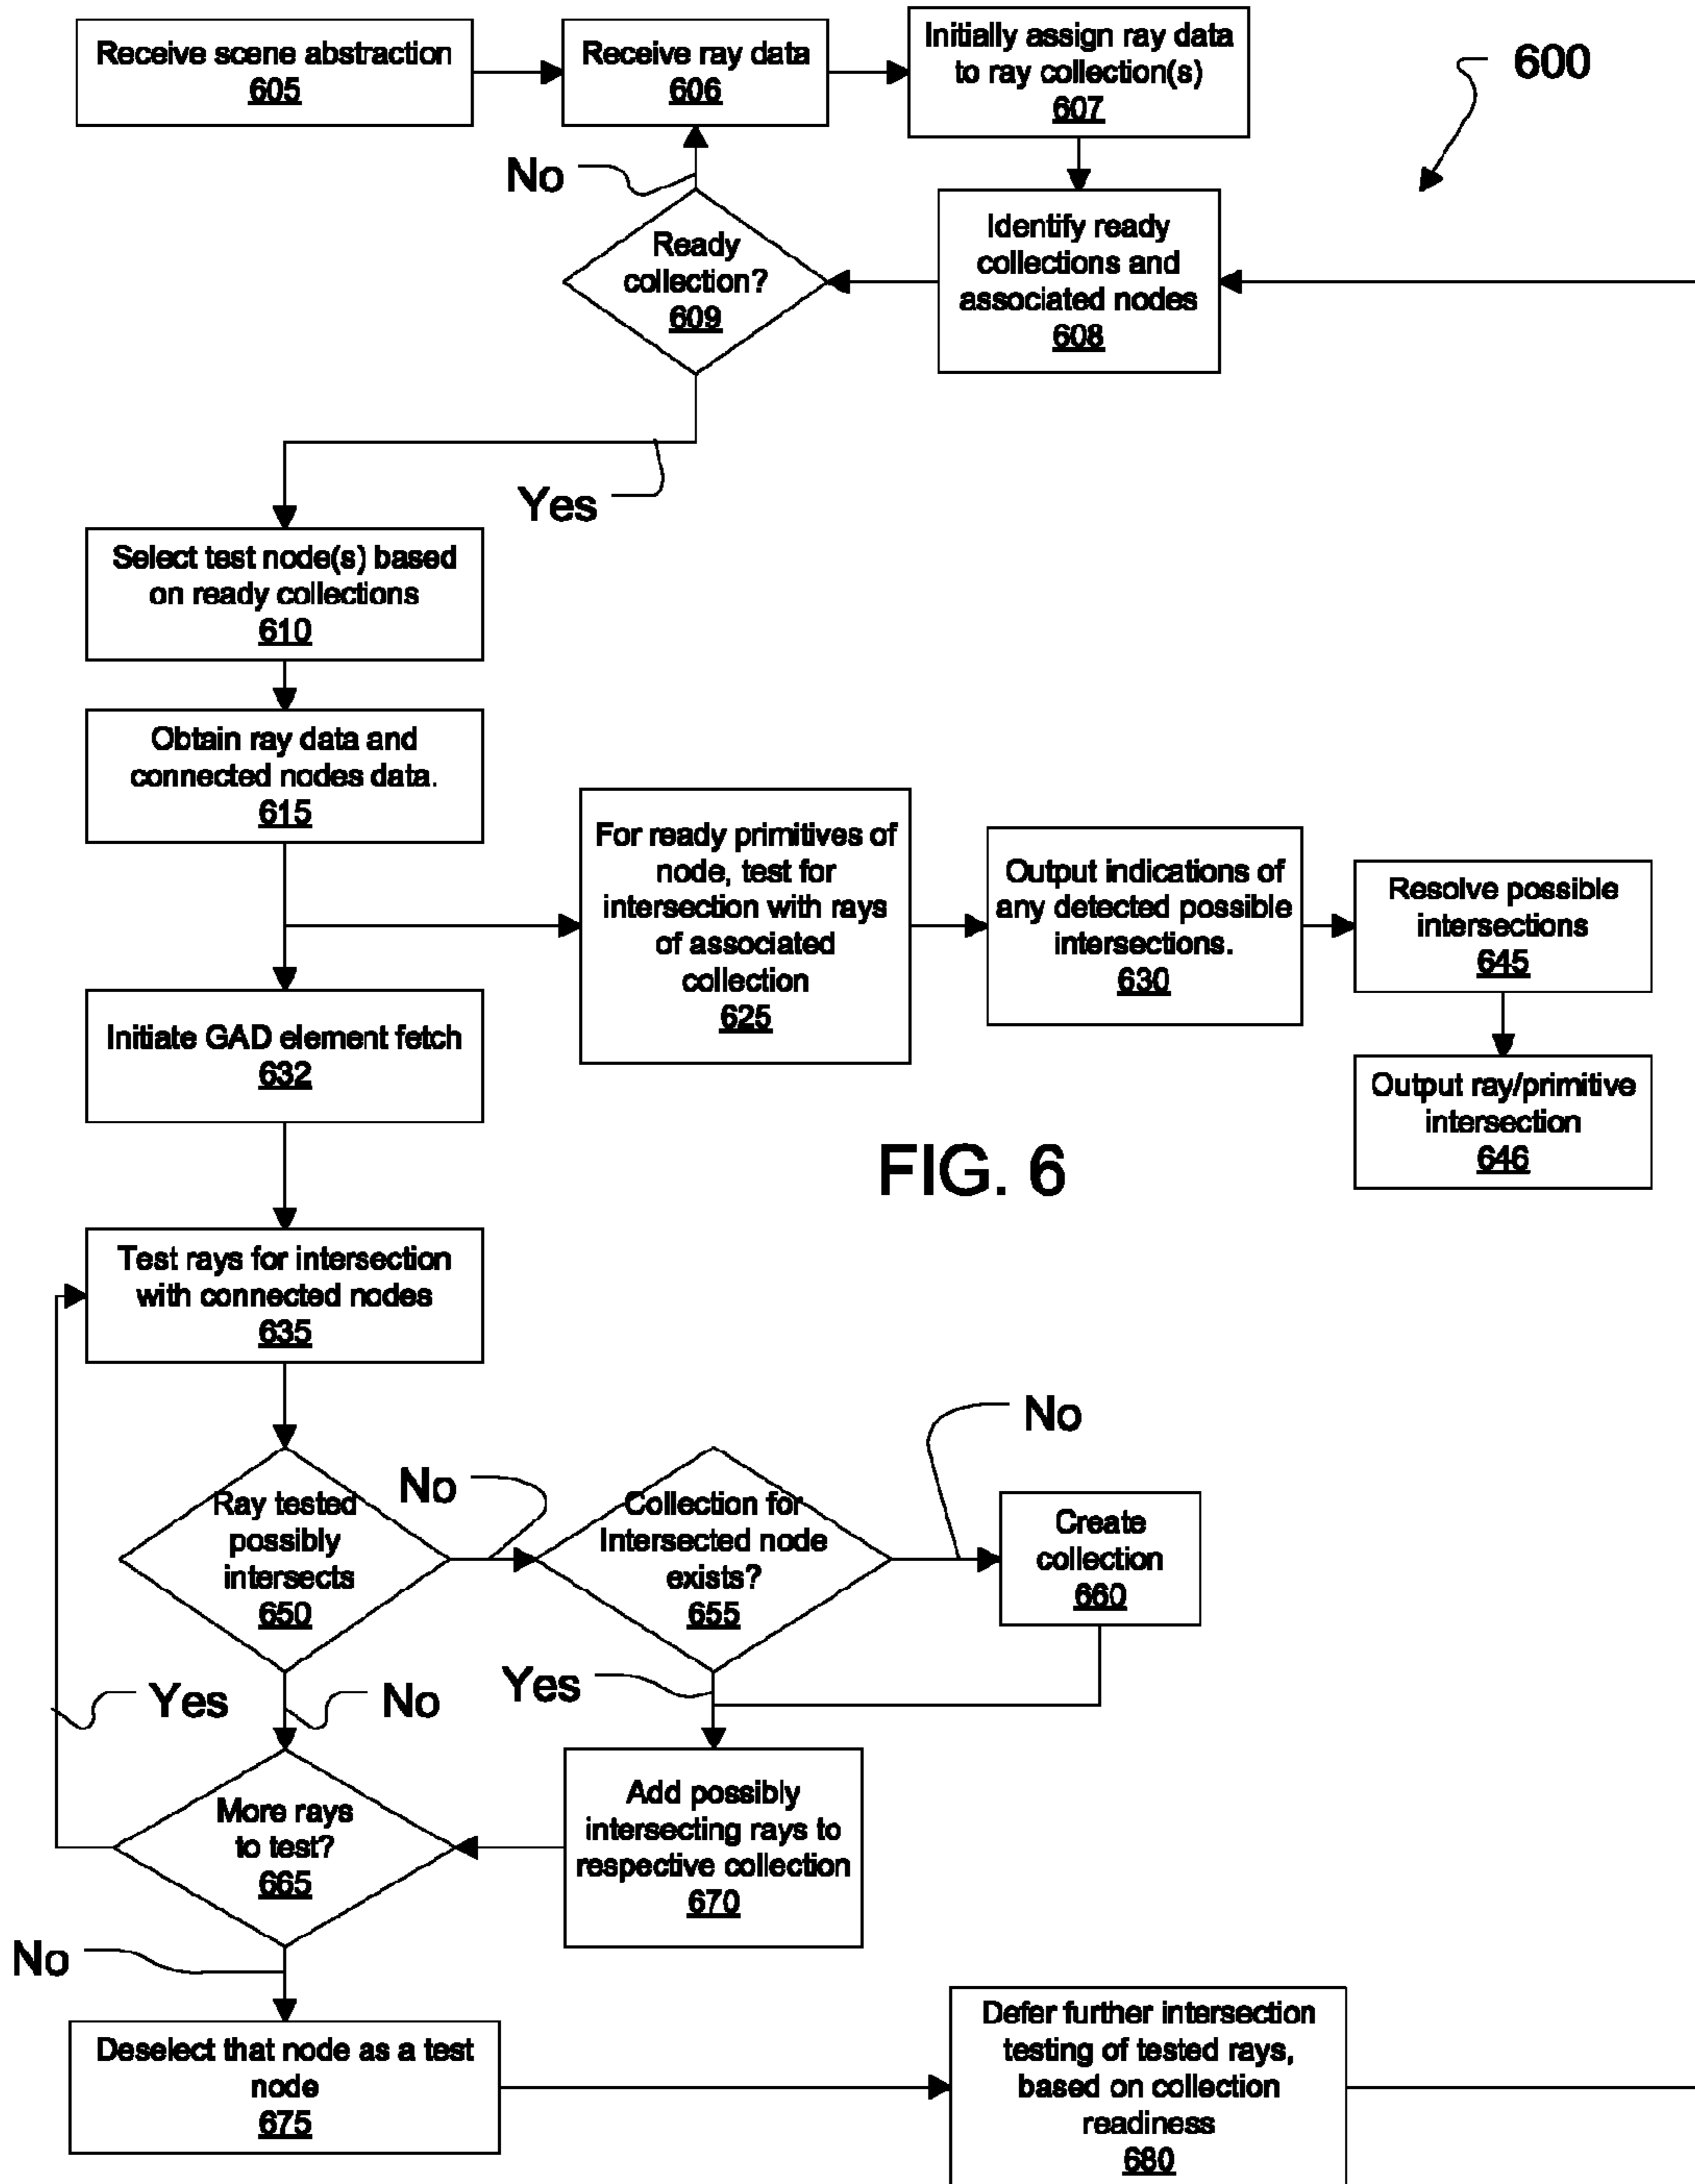 Receive scene abstraction
605
Receive ray data
606
Initially assign ray data
to ray collection(s)
607
600
No
Ready
collection?
609
Identify ready
collections and
associated nodes
608
Yes
Select test node(s) based
on ready collections
610
Obtain ray data and
connected nodes data.
615
For ready primitives of
node, test for
intersection with rays
of associated
collection
625
Output indications of
any detected possible
intersections.
630
Resolve possible
intersections
645
Initiate GAD element fetch
632
Output ray/primitive
intersection
646
FIG. 6
Test rays for intersection
with connected nodes
635
Ray tested
possibly
intersects
650
No
Collection for
Intersected node
exists?
655
No
Create
collection
660
Yes
No
Yes
More rays
to test?
665
Add possibly
intersecting rays to
respective collection
670
No
Deselect that node as a test
node
675
Defer further intersection
testing of tested rays,
based on collection
readiness
680